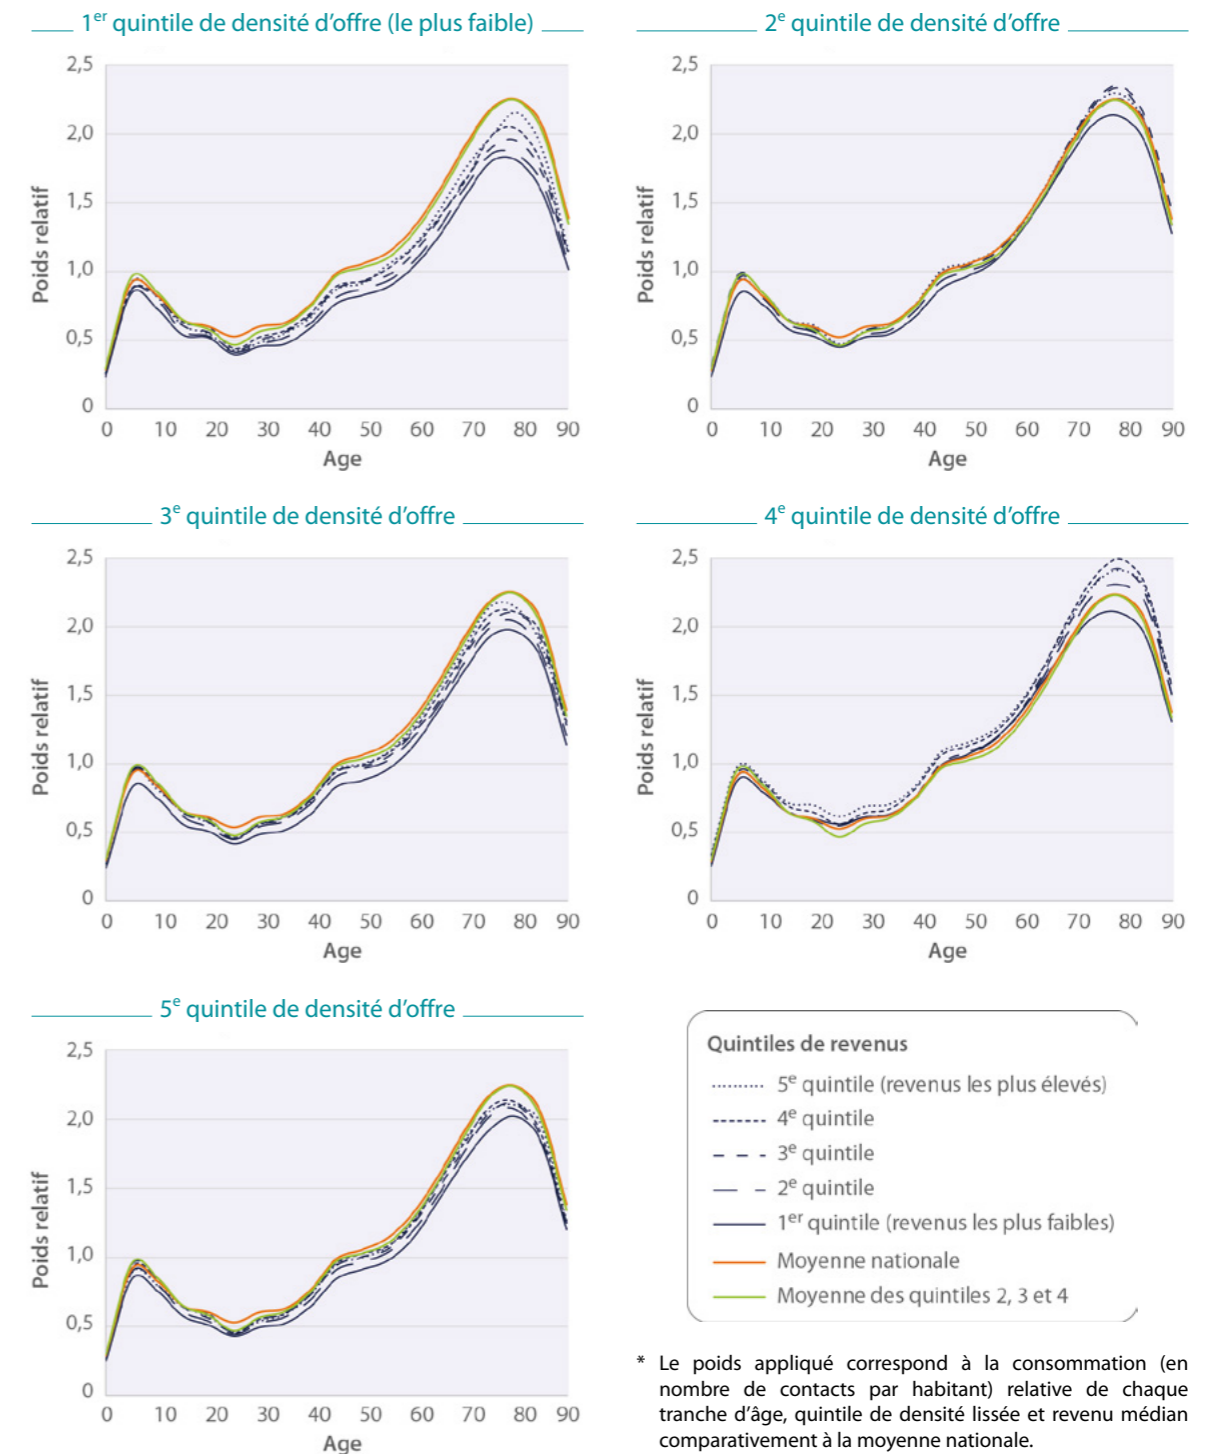 1er quintile de densité d'offre (le plus faible)
2,5
2,0
1,5
1,0
0,5
0
Poids relatif
0 10 20 30 40 50 60 70 80 90
Age
2e quintile de densité d'offre
2,5
2,0
1,5
1,0
0,5
0
Poids relatif
0 10 20 30 40 50 60 70 80 90
Age
3e quintile de densité d'offre
2,5
2,0
1,5
1,0
0,5
0
Poids relatif
0 10 20 30 40 50 60 70 80 90
Age
4e quintile de densité d'offre
2,5
2,0
1,5
1,0
0,5
0
Poids relatif
0 10 20 30 40 50 60 70 80 90
Age
5e quintile de densité d'offre
2,5
2,0
1,5
1,0
0,5
0
Poids relatif
0 10 20 30 40 50 60 70 80 90
Age
Quintiles de revenus
5e quintile (revenus les plus élevés)
4e quintile
3e quintile
2e quintile
1er quintile (revenus les plus faibles)
Moyenne nationale
Moyenne des quintiles 2, 3 et 4
* Le poids appliqué correspond à la consommation (en
nombre de contacts par habitant) relative de chaque
tranche d'âge, quintile de densité lissée et revenu médian
comparativement à la moyenne nationale.